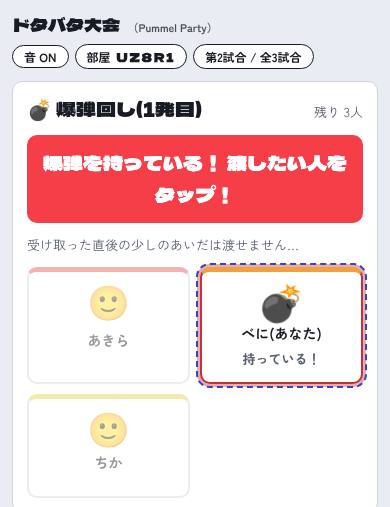 ドタバタ大会 （Pummel Party）
音 ON 部屋 UZ8R1 第2試合 / 全3試合
爆弾回し(1発目) 残り 3人
爆弾を持っている！ 渡したい人を
タップ！
受け取った直後の少しのあいだは渡せません…
あきら
べに(あなた)
持っている！
ちか